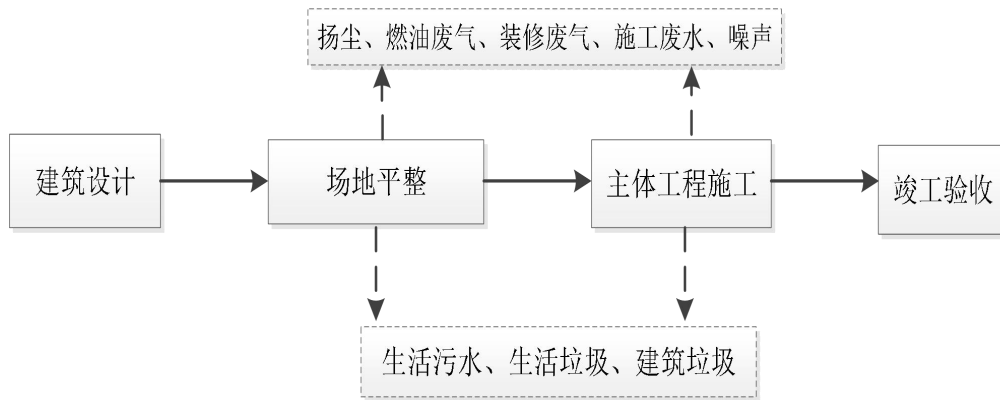 扬尘、燃油废气、装修废气、施工废水、噪声
建筑设计
场地平整
主体工程施工
竣工验收
生活污水、生活垃圾、建筑垃圾